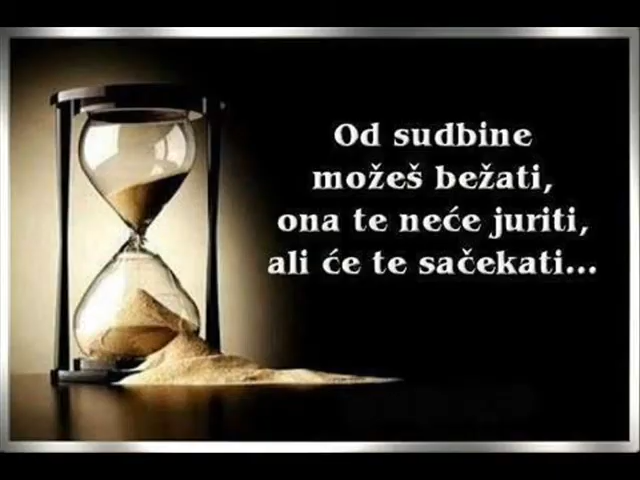 Od sudbine
možeš bežati,
ona te neće juriti,
ali će te sačekati...